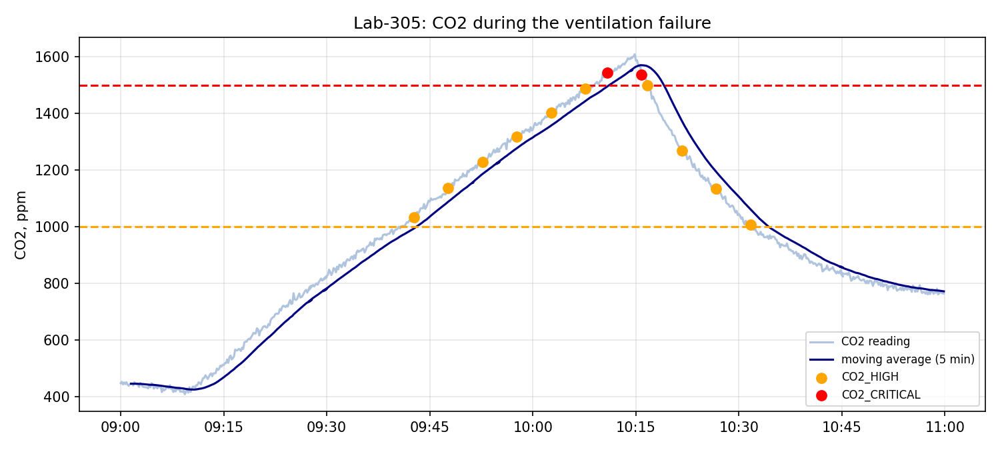 Lab-305: CO2 during the ventilation failure
CO2, ppm
1600
1400
1200
1000
800
600
400
09:00 09:15 09:30 09:45 10:00 10:15 10:30 10:45 11:00
CO2 reading
moving average (5 min)
CO2_HIGH
CO2_CRITICAL